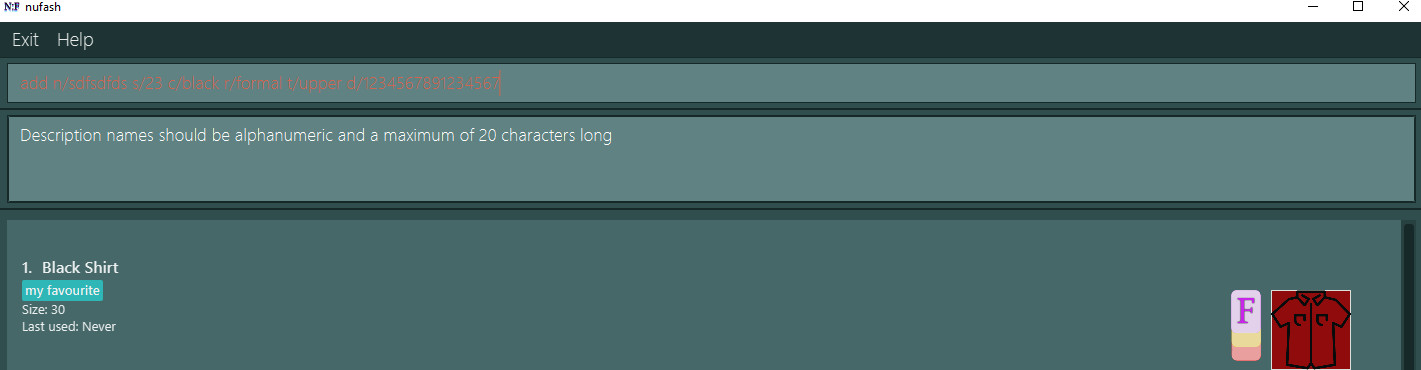 N:F nufash
Exit Help
add n/sdfsdfds s/23 c/black r/formal t/upper d/1234567891234567
Description names should be alphanumeric and a maximum of 20 characters long
1. Black Shirt
my favourite
Size: 30
Last used: Never
F